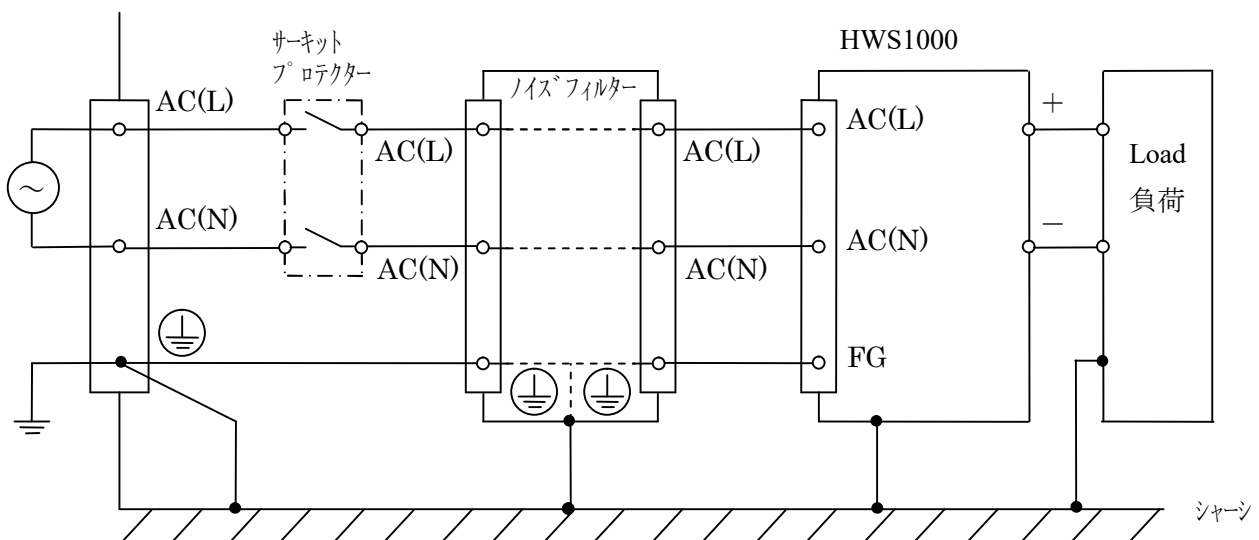 HWS1000
サーキット
プロテクター
ノイズフィルター
AC(L)
AC(L)
AC(L)
AC(L)
+
Load
負荷
AC(N)
AC(N)
AC(N)
AC(N)
−
FG
シャーシ